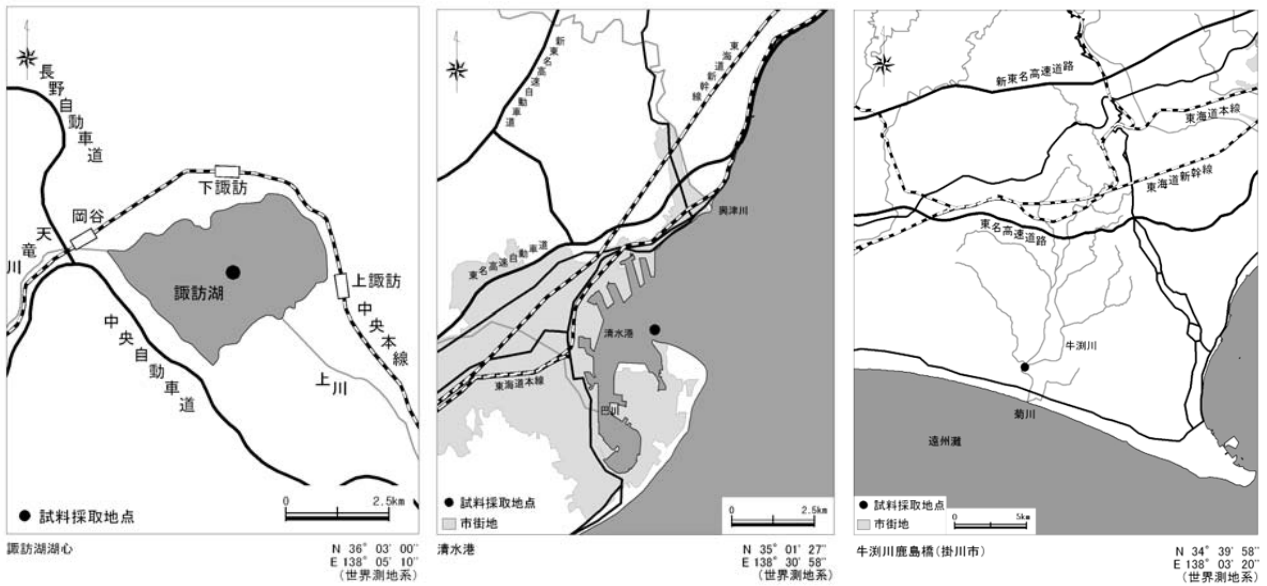 長野自動車道
下諏訪
岡谷
天竜川
諏訪湖
上諏訪
中央本線
中央自動車道
上川
0 2.5km
● 試料採取地点
諏訪湖湖心
N 36° 03' 00"
E 138° 05' 10"
(世界測地系)
新東名高速自動車道
東海道新幹線
興津川
東名高速自動車道
清水港
東海道本線
巴川
● 試料採取地点
市街地
0 2.5km
清水港
N 35° 01' 27"
E 138° 30' 58"
(世界測地系)
新東名高速道路
東海道本線
東海道新幹線
東名高速道路
牛渕川
菊川
遠州灘
● 試料採取地点
市街地
0 5km
牛渕川鹿島橋(掛川市)
N 34° 39' 58"
E 138° 03' 20"
(世界測地系)